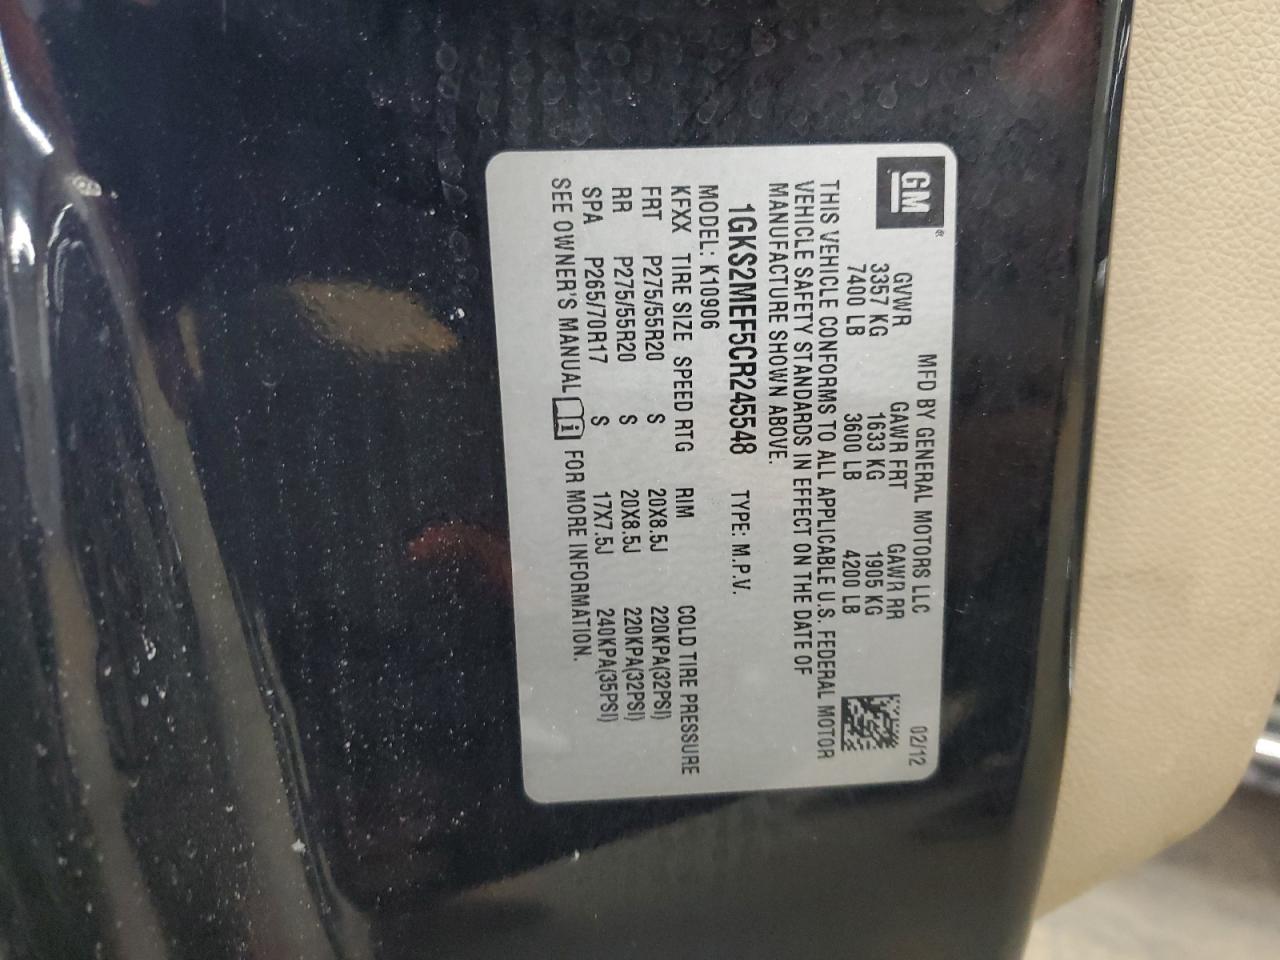 GM ® MFD BY GENERAL MOTORS LLC 02/12
GVWR GAWR FRT GAWR RR
3357 KG 1633 KG 1905 KG
7400 LB 3600 LB 4200 LB
THIS VEHICLE CONFORMS TO ALL APPLICABLE U.S. FEDERAL MOTOR
VEHICLE SAFETY STANDARDS IN EFFECT ON THE DATE OF
MANUFACTURE SHOWN ABOVE.
1GKS2MEF5CR245548 TYPE: M.P.V.
MODEL: K10906
KFXX TIRE SIZE SPEED RTG RIM COLD TIRE PRESSURE
FRT P275/55R20 S 20X8.5J 220KPA(32PSI)
RR P275/55R20 S 20X8.5J 220KPA(32PSI)
SPA P265/70R17 S 17X7.5J 240KPA(35PSI)
SEE OWNER'S MANUAL i FOR MORE INFORMATION.